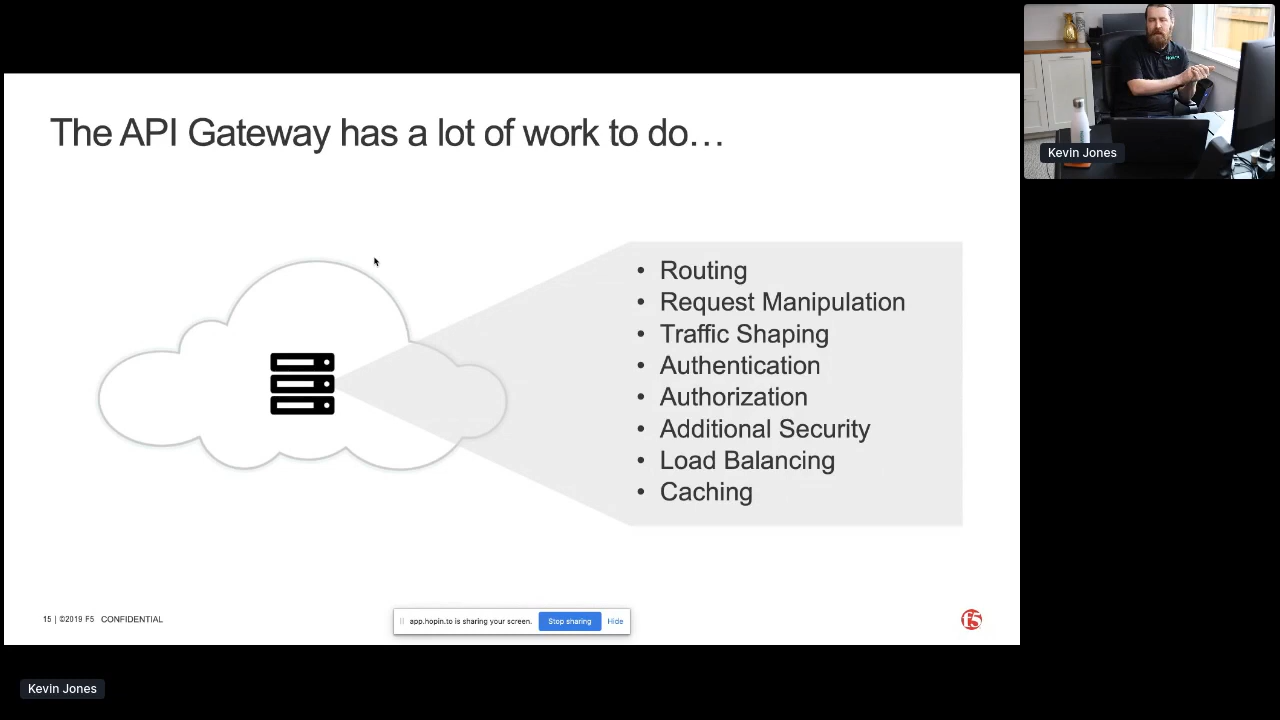 The API Gateway has a lot of work to do…
• Routing
• Request Manipulation
• Traffic Shaping
• Authentication
• Authorization
• Additional Security
• Load Balancing
• Caching
15 | ©2019 F5 CONFIDENTIAL
app.hopin.to is sharing your screen. Stop sharing Hide
f5
Kevin Jones
Kevin Jones